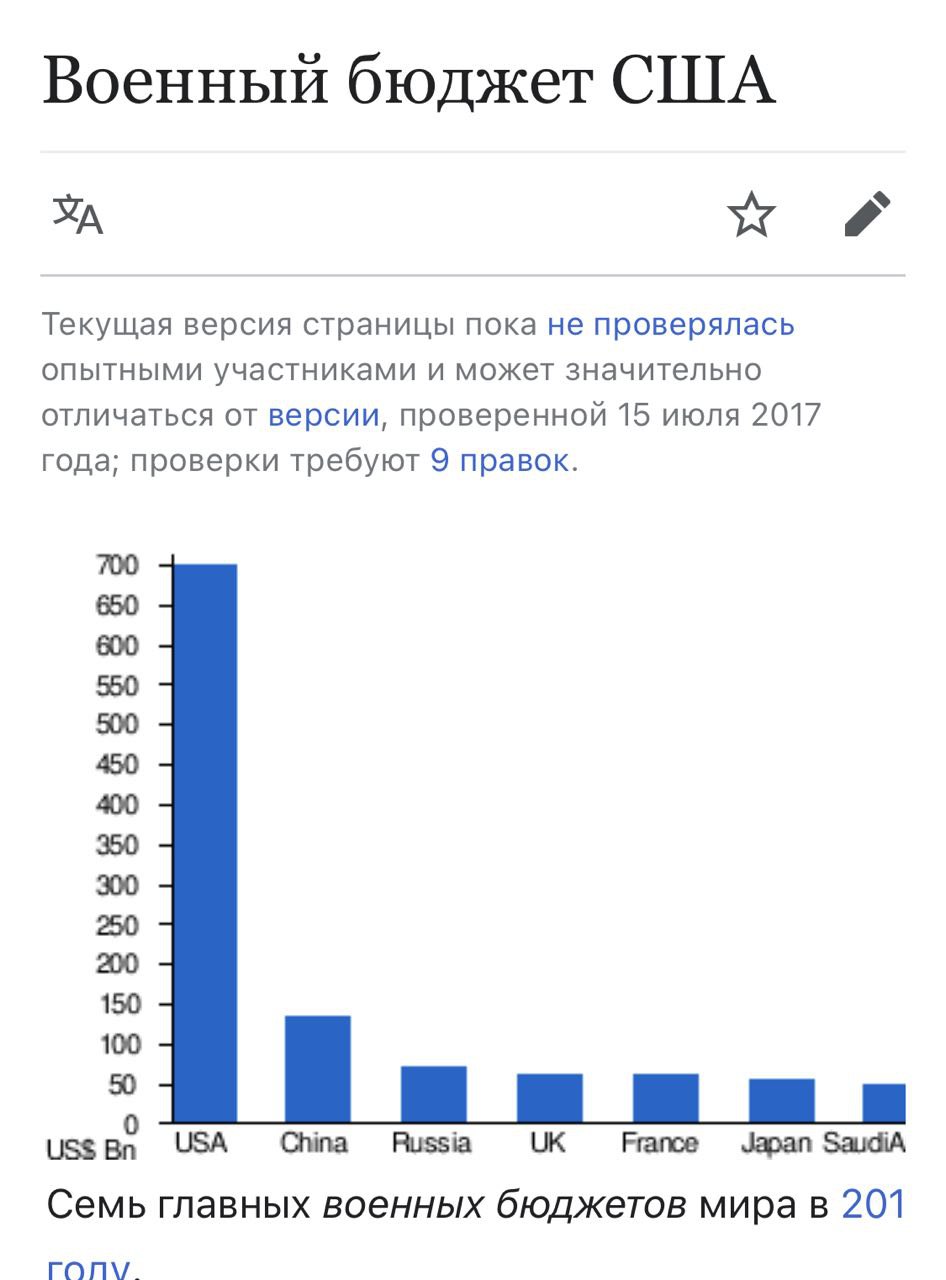 Военный бюджет США
Текущая версия страницы пока не проверялась
опытными участниками и может значительно
отличаться от версии, проверенной 15 июля 2017
года; проверки требуют 9 правок.
700
650
600
550
500
450
400
350
300
250
200
150
100
50
0
US$ Bn USA China Russia UK France Japan SaudiA
Семь главных военных бюджетов мира в 201
году.